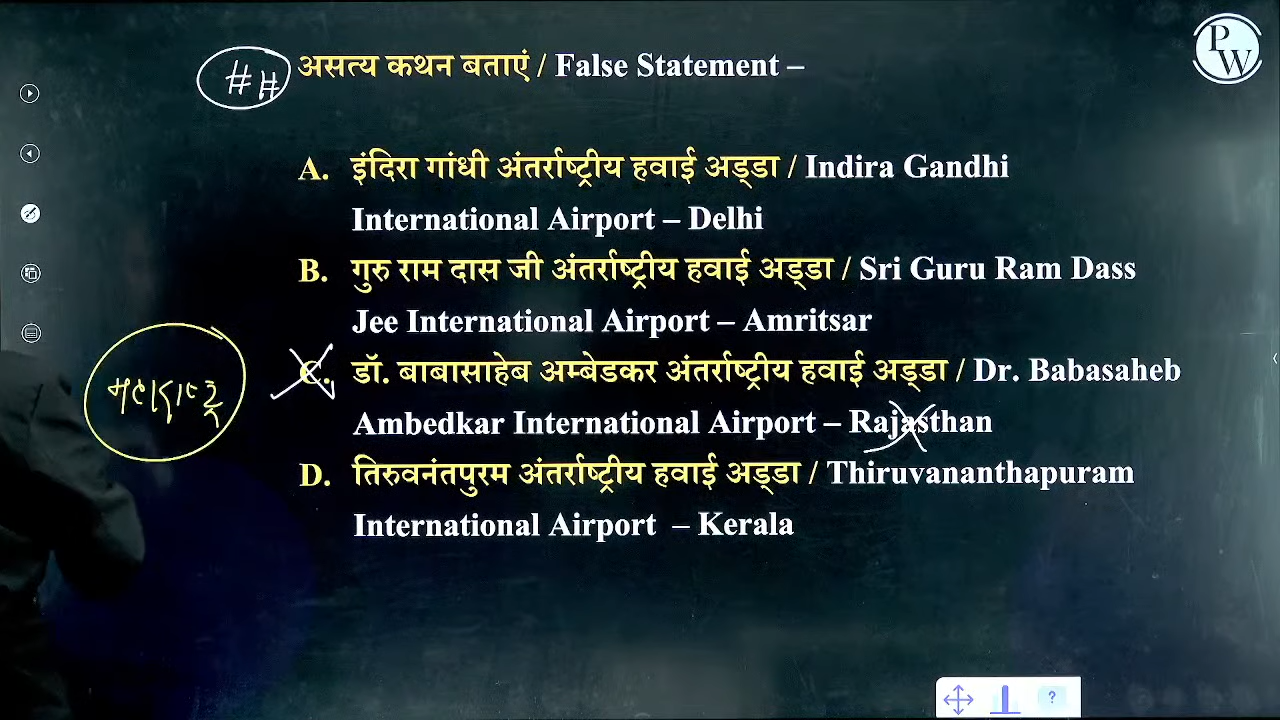 PW
## असत्य कथन बताएं / False Statement –
A. इंदिरा गांधी अंतर्राष्ट्रीय हवाई अड्डा / Indira Gandhi
International Airport – Delhi
B. गुरु राम दास जी अंतर्राष्ट्रीय हवाई अड्डा / Sri Guru Ram Dass
Jee International Airport – Amritsar
C. डॉ. बाबासाहेब अम्बेडकर अंतर्राष्ट्रीय हवाई अड्डा / Dr. Babasaheb
Ambedkar International Airport – Rajasthan
D. तिरुवनंतपुरम अंतर्राष्ट्रीय हवाई अड्डा / Thiruvananthapuram
International Airport – Kerala